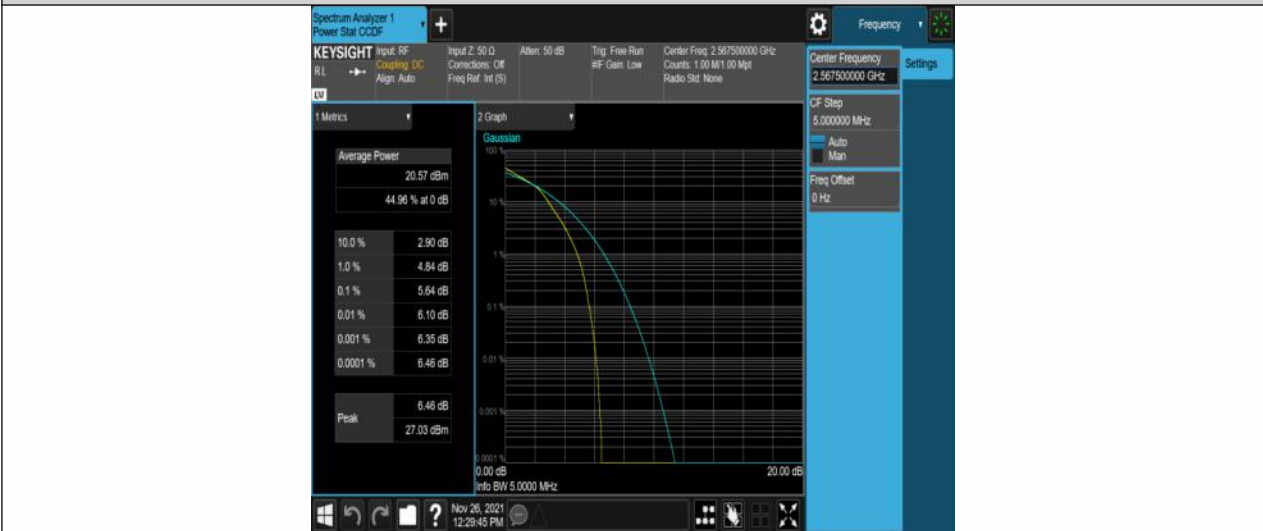 Spectrum Analyzer 1
Power Stat CCDF
+
Frequency
KEYSIGHT
RL
LW
Input: RF
Coupling: DC
Align: Auto
Input Z: 50 Ω
Corrections: Off
Freq Ref: Int (S)
Atten: 50 dB
Trig: Free Run
#IF Gain: Low
Center Freq: 2.567500000 GHz
Counts: 1.00 M/1.00 Mpt
Radio Std: None
Center Frequency
2.567500000 GHz
Settings
CF Step
5.000000 MHz
Auto
Man
Freq Offset
0 Hz
1 Metrics
Average Power
20.57 dBm
44.96 % at 0 dB
10.0 % 2.90 dB
1.0 % 4.84 dB
0.1 % 5.64 dB
0.01 % 6.10 dB
0.001 % 6.35 dB
0.0001 % 6.46 dB
Peak
6.46 dB
27.03 dBm
2 Graph
Gaussian
100 %
10 %
1 %
0.1 %
0.01 %
0.001 %
0.0001 %
0.00 dB
20.00 dB
Info BW 5.0000 MHz
?
Nov 26, 2021
12:29:45 PM